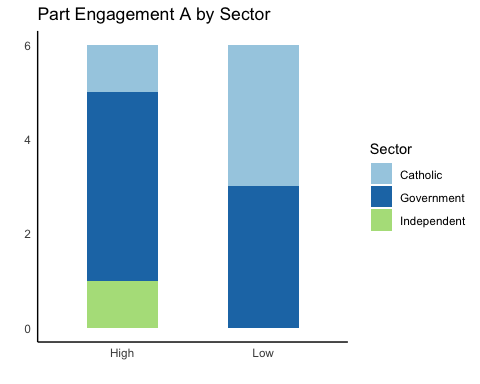 Part Engagement A by Sector
6
4
2
0
High Low
Sector
Catholic
Government
Independent